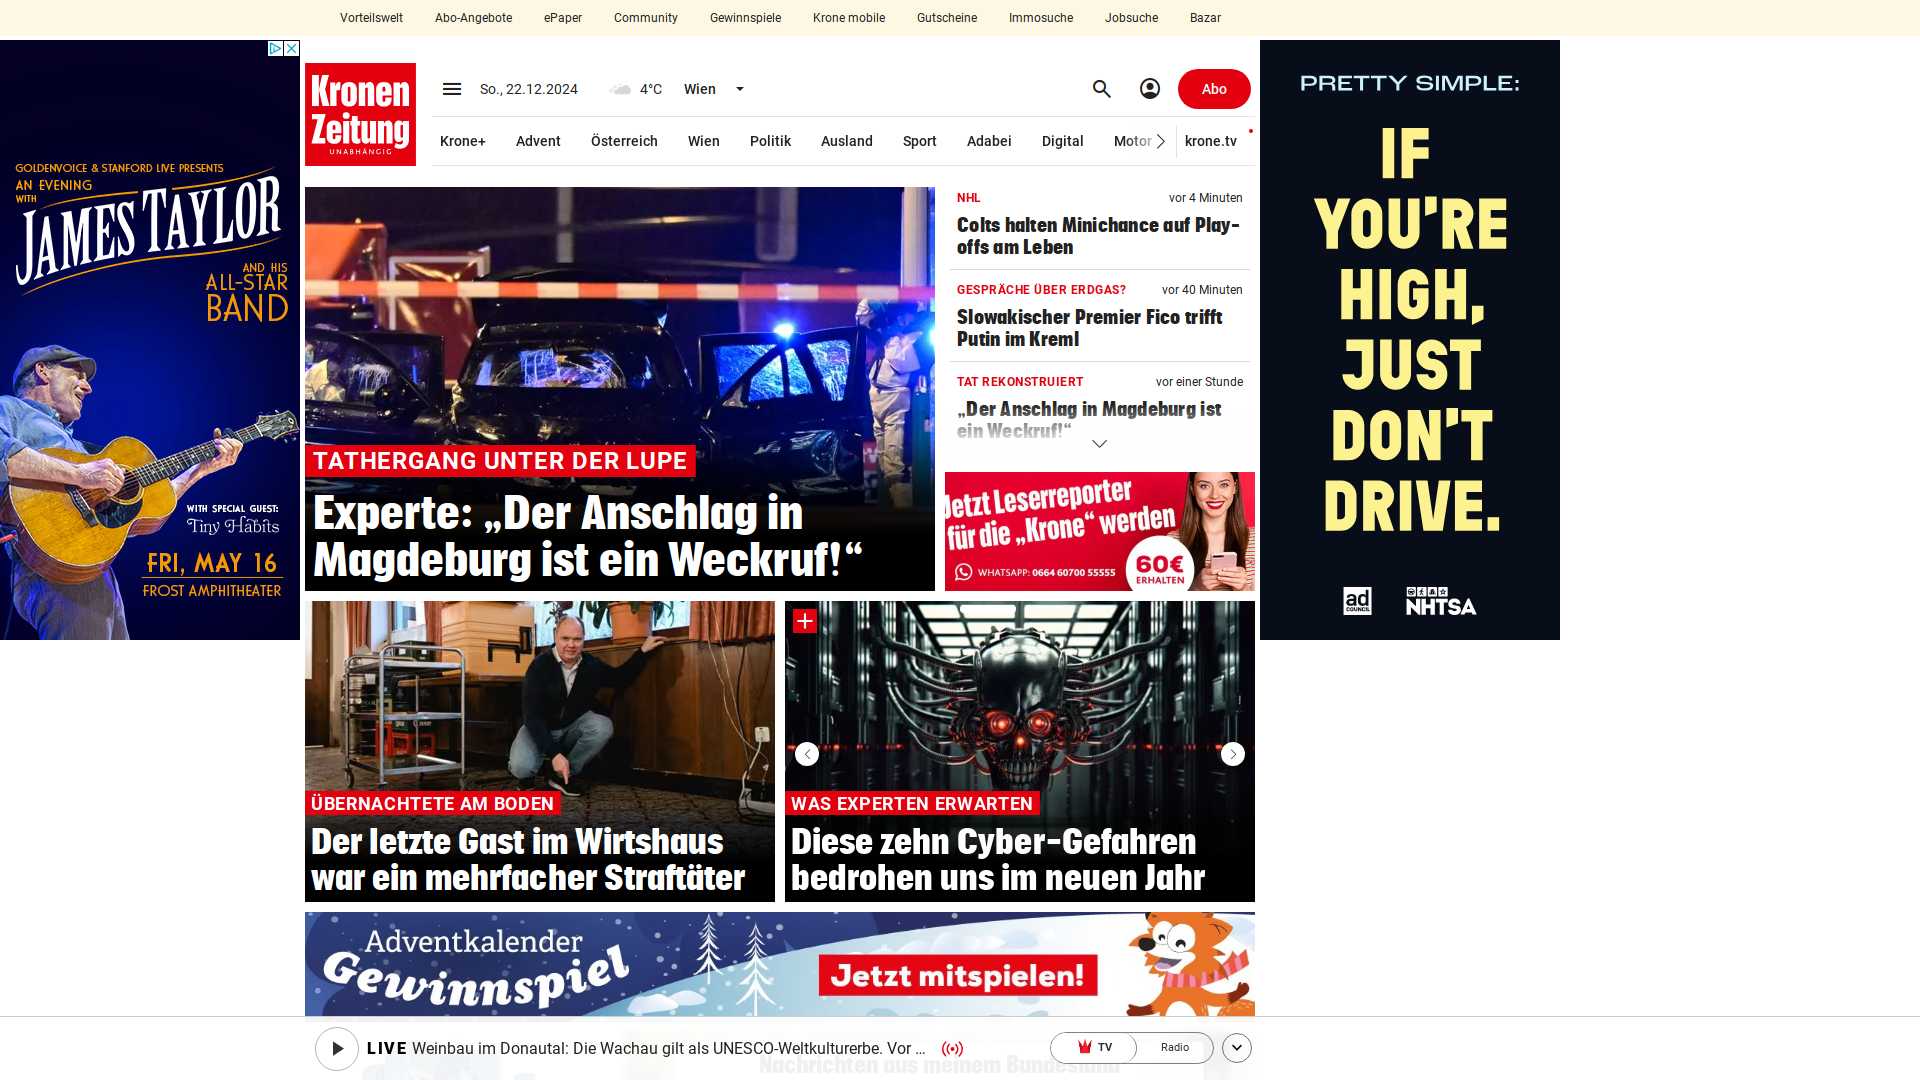 Vorteilswelt
Abo-Angebote
ePaper
Community
Gewinnspiele
Krone mobile
Gutscheine
Immosuche
Jobsuche
Bazar
Kronen
Zeitung
UNABHÄNGIG
So., 22.12.2024
4°C
Wien
Abo
Krone+
Advent
Österreich
Wien
Politik
Ausland
Sport
Adabei
Digital
Motor
krone.tv
GOLDENVOICE & STANFORD LIVE PRESENTS
AN EVENING
WITH
JAMES TAYLOR
AND HIS
ALL-STAR
BAND
WITH SPECIAL GUEST:
Tiny Habits
FRI, MAY 16
FROST AMPHITHEATER
TATHERGANG UNTER DER LUPE
Experte: „Der Anschlag in
Magdeburg ist ein Weckruf!“
NHL
vor 4 Minuten
Colts halten Minichance auf Play-
offs am Leben
GESPRÄCHE ÜBER ERDGAS?
vor 40 Minuten
Slowakischer Premier Fico trifft
Putin im Kreml
TAT REKONSTRUIERT
vor einer Stunde
„Der Anschlag in Magdeburg ist
ein Weckruf!“
Jetzt Leserreporter
für die „Krone“ werden
WHATSAPP: 0664 60700 55555
60€
ERHALTEN
PRETTY SIMPLE:
IF
YOU'RE
HIGH,
JUST
DON'T
DRIVE.
ad
COUNCIL
NHTSA
ÜBERNACHTETE AM BODEN
Der letzte Gast im Wirtshaus
war ein mehrfacher Straftäter
WAS EXPERTEN ERWARTEN
Diese zehn Cyber-Gefahren
bedrohen uns im neuen Jahr
Adventkalender
Gewinnspiel
Jetzt mitspielen!
LIVE Weinbau im Donautal: Die Wachau gilt als UNESCO-Weltkulturerbe. Vor ...
TV
Radio
Nachrichten aus meinem Bundesland